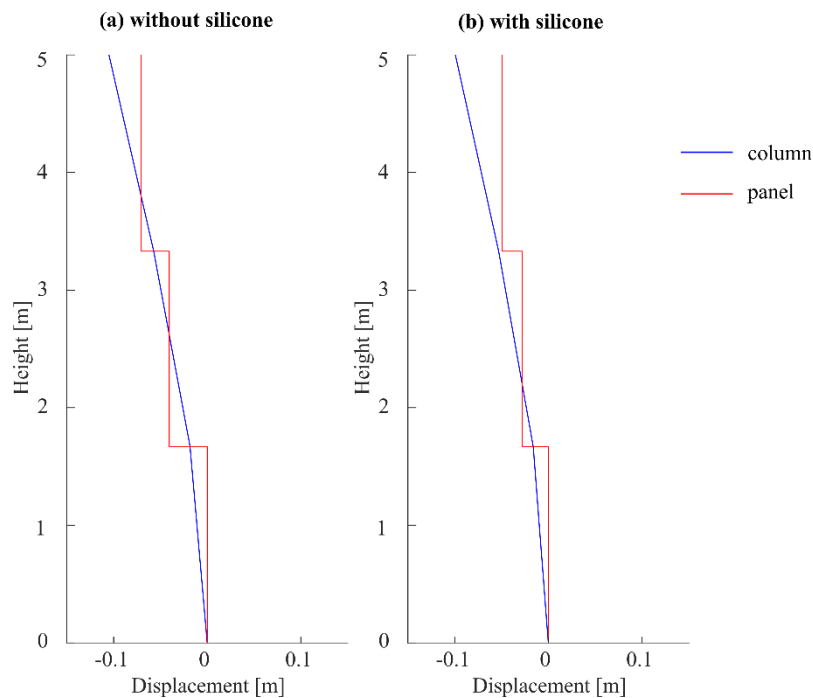 (a) without silicone
(b) with silicone
5
4
3
2
1
0
Height [m]
-0.1
0
0.1
Displacement [m]
5
4
3
2
1
0
Height [m]
-0.1
0
0.1
Displacement [m]
column
panel